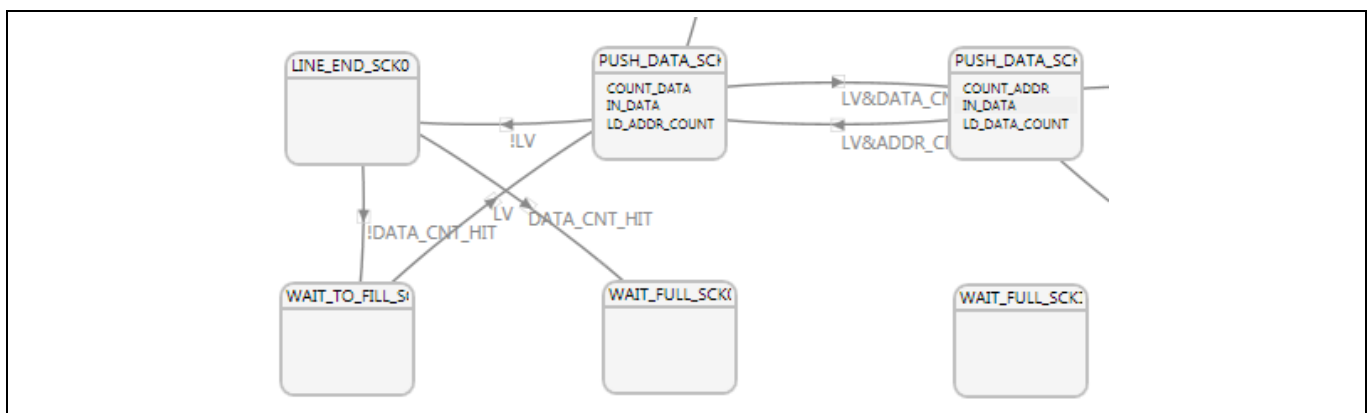 LINE_END_SCK0
PUSH_DATA_SCK
COUNT_DATA
IN_DATA
LD_ADDR_COUNT
PUSH_DATA_SCK
COUNT_ADDR
IN_DATA
LD_DATA_COUNT
LV&DATA_CN
LV&ADDR_C
!LV
LV
DATA_CNT_HIT
!DATA_CNT_HIT
WAIT_TO_FILL_S
WAIT_FULL_SCK
WAIT_FULL_SCK